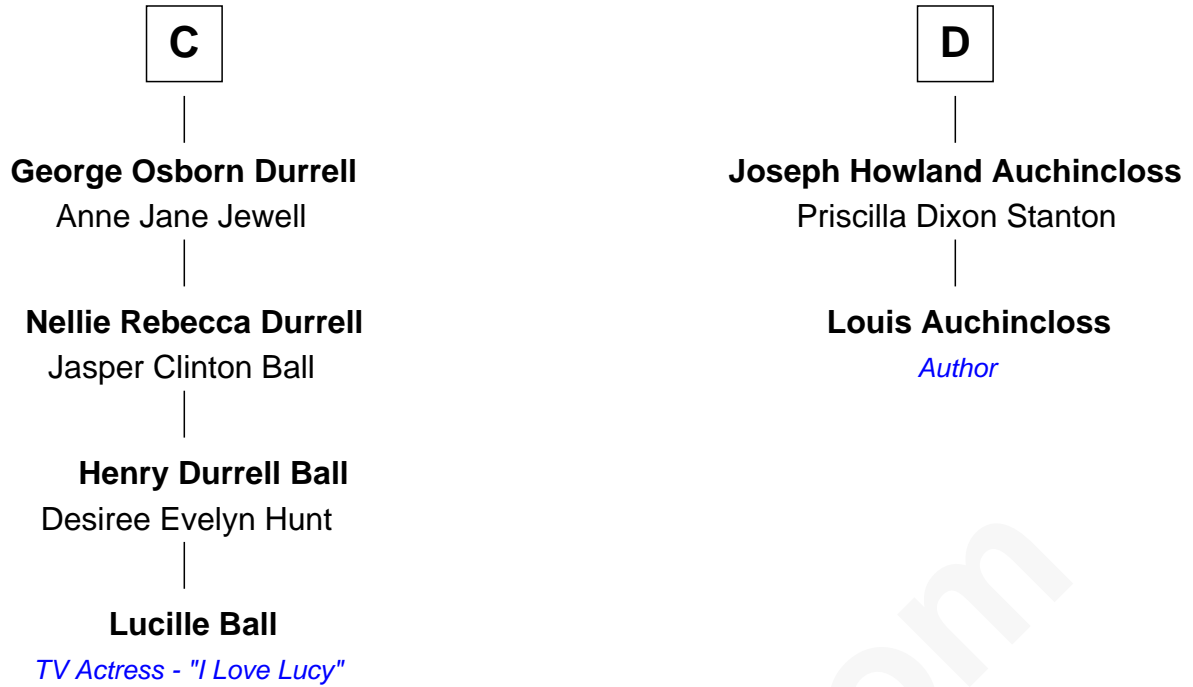 C
George Osborn Durrell
Anne Jane Jewell
Nellie Rebecca Durrell
Jasper Clinton Ball
Henry Durrell Ball
Desiree Evelyn Hunt
Lucille Ball
TV Actress - "I Love Lucy"
D
Joseph Howland Auchincloss
Priscilla Dixon Stanton
Louis Auchincloss
Author
om